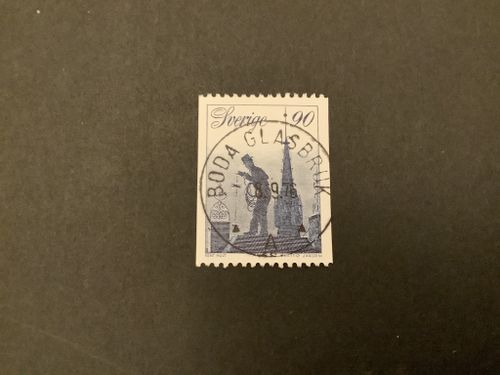 Sverige 90
BODA GLASBRUK
8.9.76
A